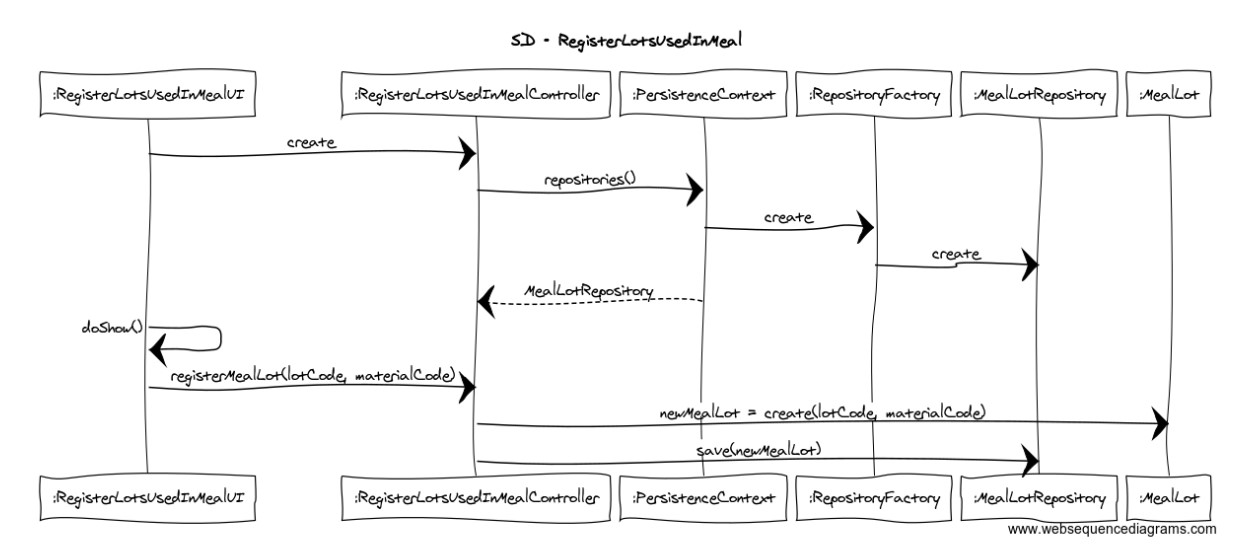 SD - RegisterLotsUsedInMeal
:RegisterLotsUsedInMealUI :RegisterLotsUsedInMealController :PersistenceContext :RepositoryFactory :MealLotRepository :MealLot
create
repositories()
create
create
MealLotRepository
doShow()
registerMealLot(lotCode, materialCode)
newMealLot = create(lotCode, materialCode)
save(newMealLot)
:RegisterLotsUsedInMealUI :RegisterLotsUsedInMealController :PersistenceContext :RepositoryFactory :MealLotRepository :MealLot
www.websequencediagrams.com